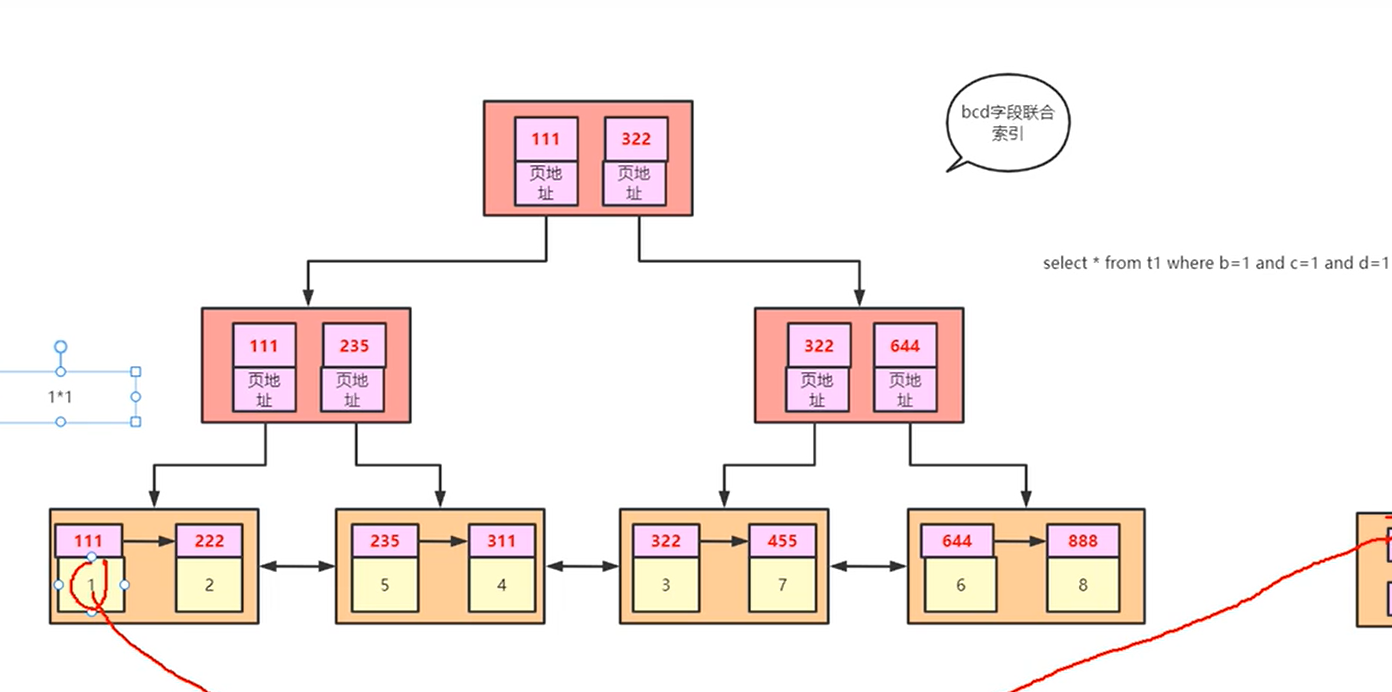 bcd字段联合
索引
111 322
页地 页地
址 址
select * from t1 where b=1 and c=1 and d=1
111 235
页地 页地
址 址
322 644
页地 页地
址 址
1*1
111 222
1 2
235 311
5 4
322 455
3 7
644 888
6 8